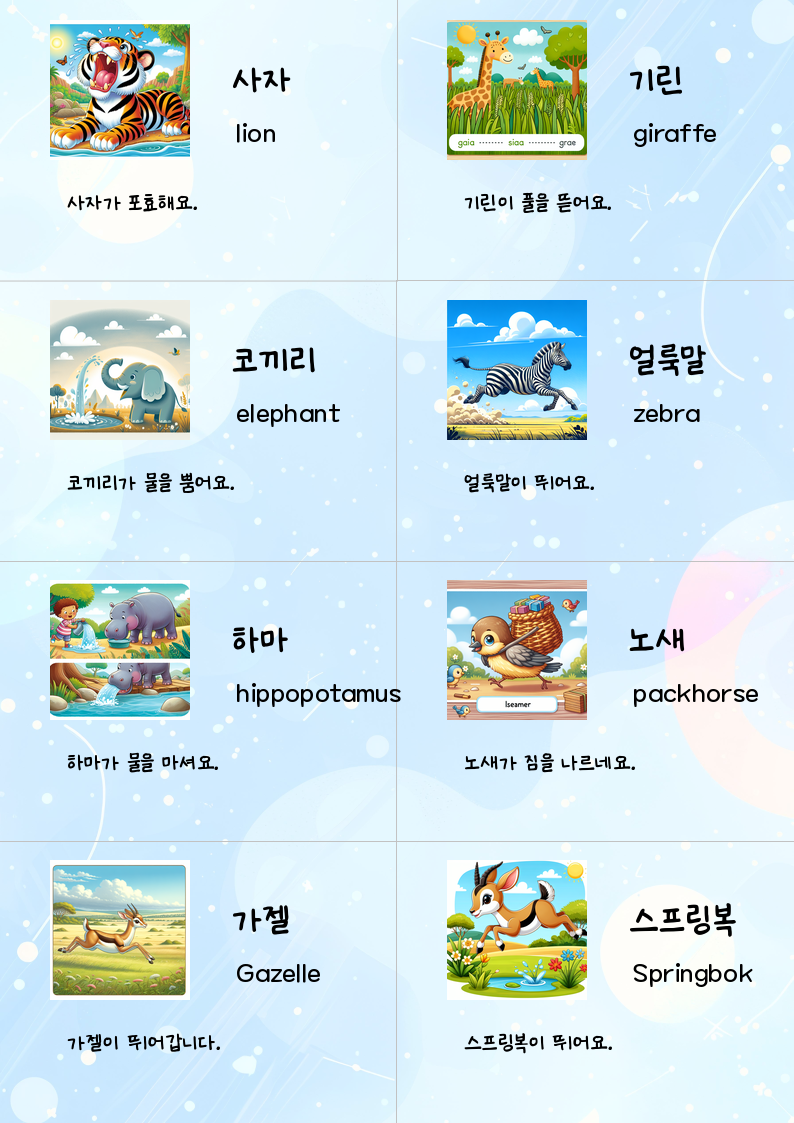 사자
lion
사자가 포효해요.
기린
giraffe
gaia ········ siaa ········· grae
기린이 풀을 뜯어요.
코끼리
elephant
코끼리가 물을 뿜어요.
얼룩말
zebra
얼룩말이 뛰어요.
하마
hippopotamus
하마가 물을 마셔요.
노새
packhorse
lseamer
노새가 짐을 나르네요.
가젤
Gazelle
가젤이 뛰어갑니다.
스프링복
Springbok
스프링복이 뛰어요.